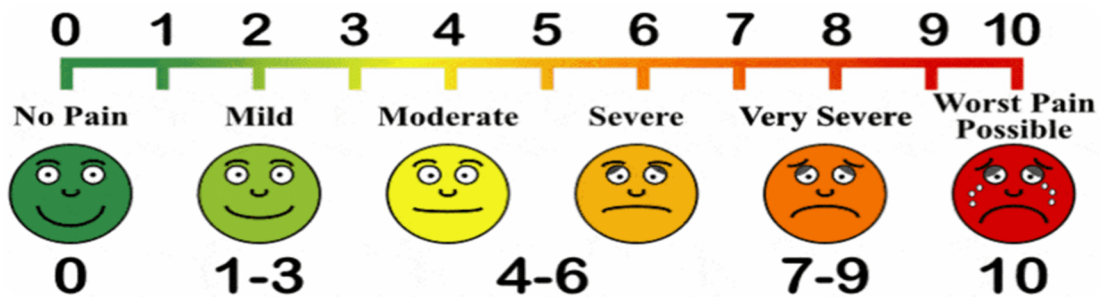 0 1 2 3 4 5 6 7 8 9 10
No Pain Mild Moderate Severe Very Severe Worst Pain
Possible
0 1-3 4-6 7-9 10